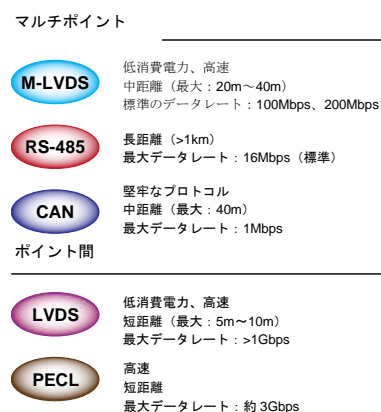 マルチポイント
M-LVDS
低消費電力、高速
中距離（最大：20m～40m）
標準のデータレート：100Mbps、200Mbps
RS-485
長距離（>1km）
最大データレート：16Mbps（標準）
CAN
堅牢なプロトコル
中距離（最大：40m）
最大データレート：1Mbps
ポイント間
LVDS
低消費電力、高速
短距離（最大：5m～10m）
最大データレート：>1Gbps
PECL
高速
短距離
最大データレート：約 3Gbps